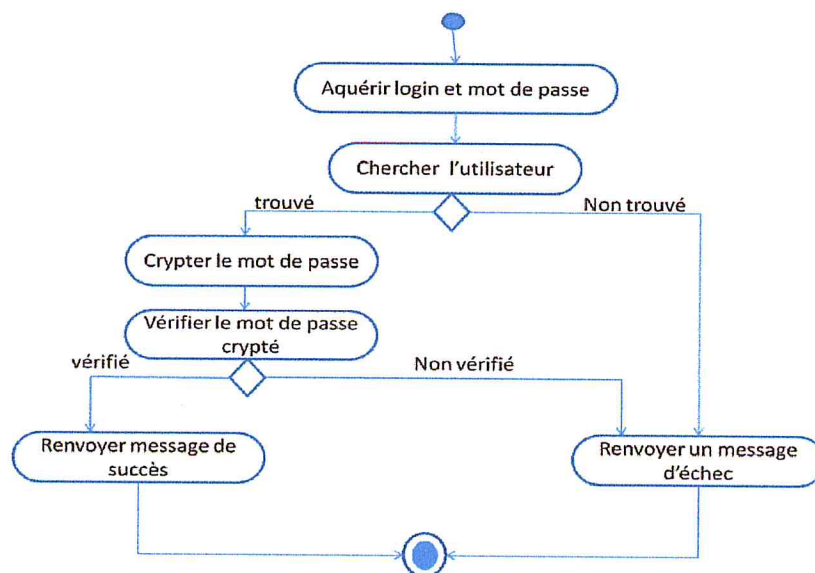 Aquérir login et mot de passe
Chercher l'utilisateur
trouvé
Non trouvé
Crypter le mot de passe
Vérifier le mot de passe
crypté
vérifié
Non vérifié
Renvoyer message de
succès
Renvoyer un message
d'échec